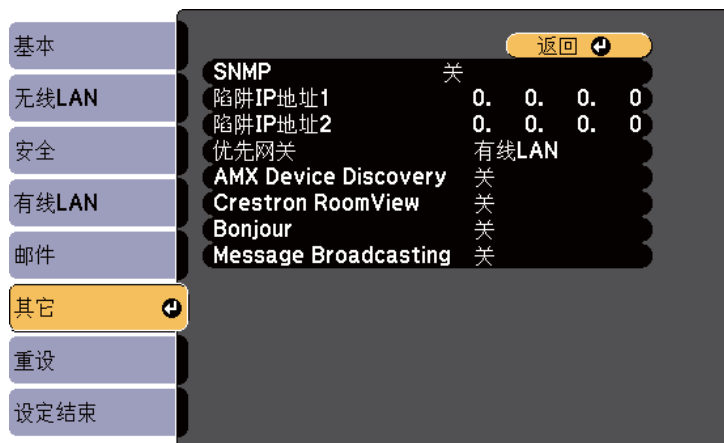 基本
无线LAN
安全
有线LAN
邮件
其它
重设
设定结束
返回
SNMP 关
陷阱IP地址1 0. 0. 0. 0
陷阱IP地址2 0. 0. 0. 0
优先网关 有线LAN
AMX Device Discovery 关
Crestron RoomView 关
Bonjour 关
Message Broadcasting 关